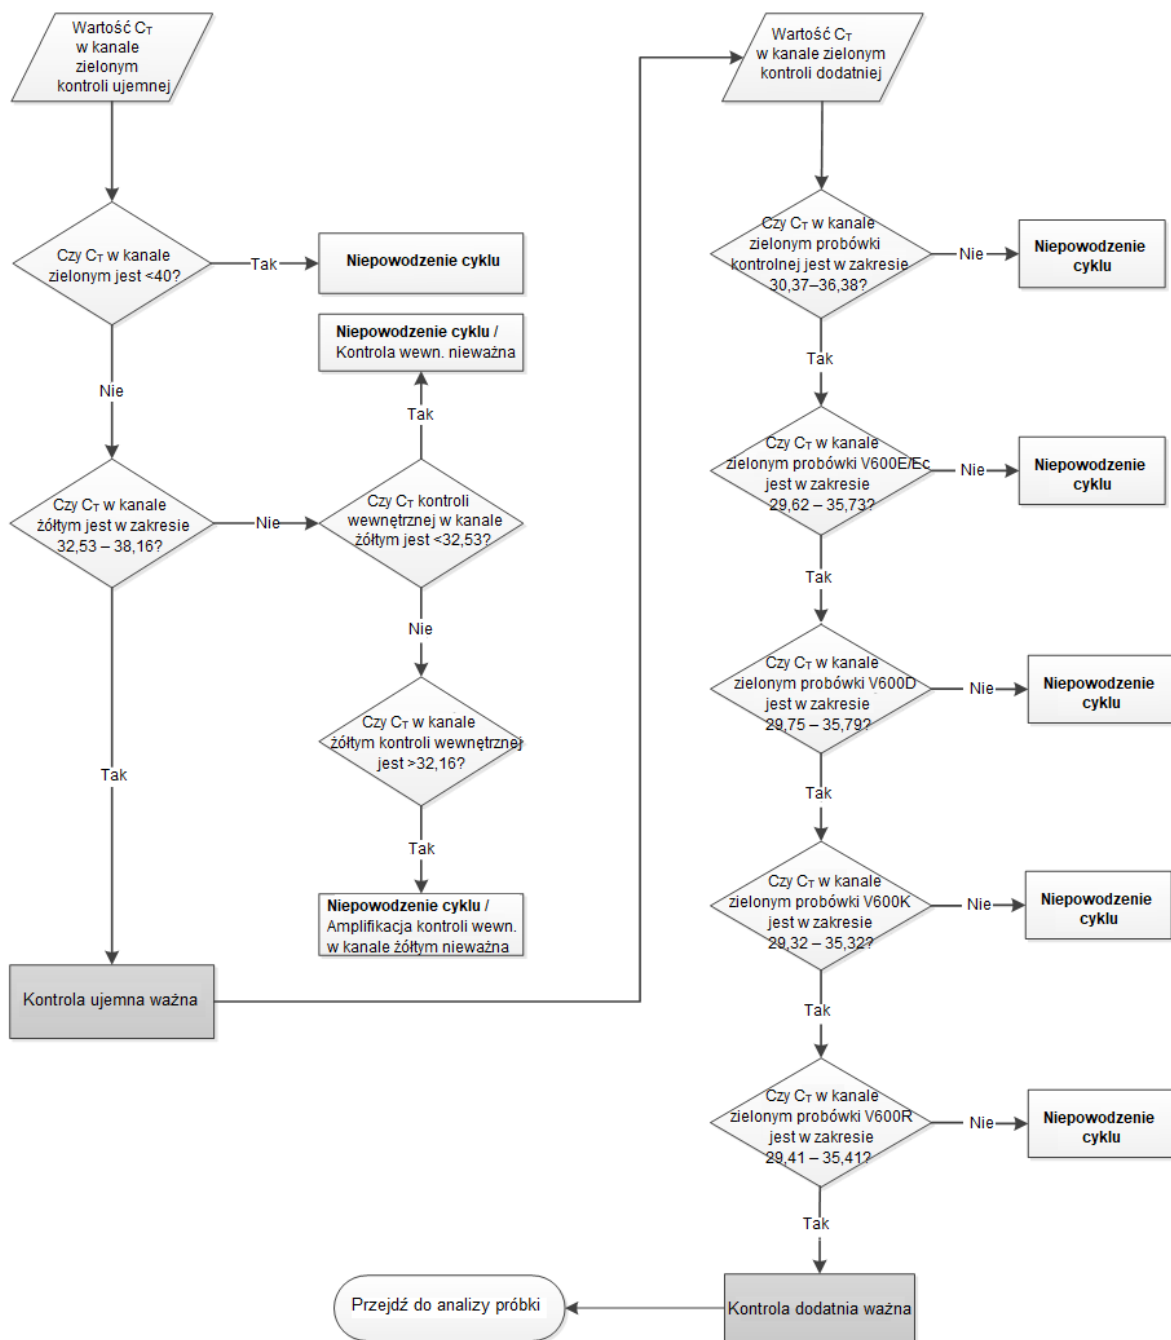 Wartość CT
w kanale
zielonym
kontroli ujemnej
Czy CT w kanale
zielonym jest <40?
Tak
Niepowodzenie cyklu
Nie
Niepowodzenie cyklu /
Kontrola wewn. nieważna
Tak
Czy CT w kanale
żółtym jest w zakresie
32,53 – 38,16?
Nie
Czy CT kontroli
wewnętrznej w kanale
żółtym jest <32,53?
Nie
Czy CT w kanale
żółtym kontroli wewnętrznej
jest >32,16?
Tak
Tak
Niepowodzenie cyklu /
Amplifikacja kontroli wewn.
w kanale żółtym nieważna
Kontrola ujemna ważna
Wartość CT
w kanale zielonym
kontroli dodatniej
Czy CT w kanale
zielonym probówki
kontrolnej jest w zakresie
30,37–36,38?
Nie
Niepowodzenie
cyklu
Tak
Czy CT w kanale
zielonym probówki V600E/Ec
jest w zakresie
29,62 – 35,73?
Nie
Niepowodzenie
cyklu
Tak
Czy CT w kanale
zielonym probówki V600D
jest w zakresie
29,75 – 35,79?
Nie
Niepowodzenie
cyklu
Tak
Czy CT w kanale
zielonym probówki V600K
jest w zakresie
29,32 – 35,32?
Nie
Niepowodzenie
cyklu
Tak
Czy CT w kanale
zielonym probówki V600R
jest w zakresie
29,41 – 35,41?
Nie
Niepowodzenie
cyklu
Tak
Kontrola dodatnia ważna
Przejdź do analizy próbki